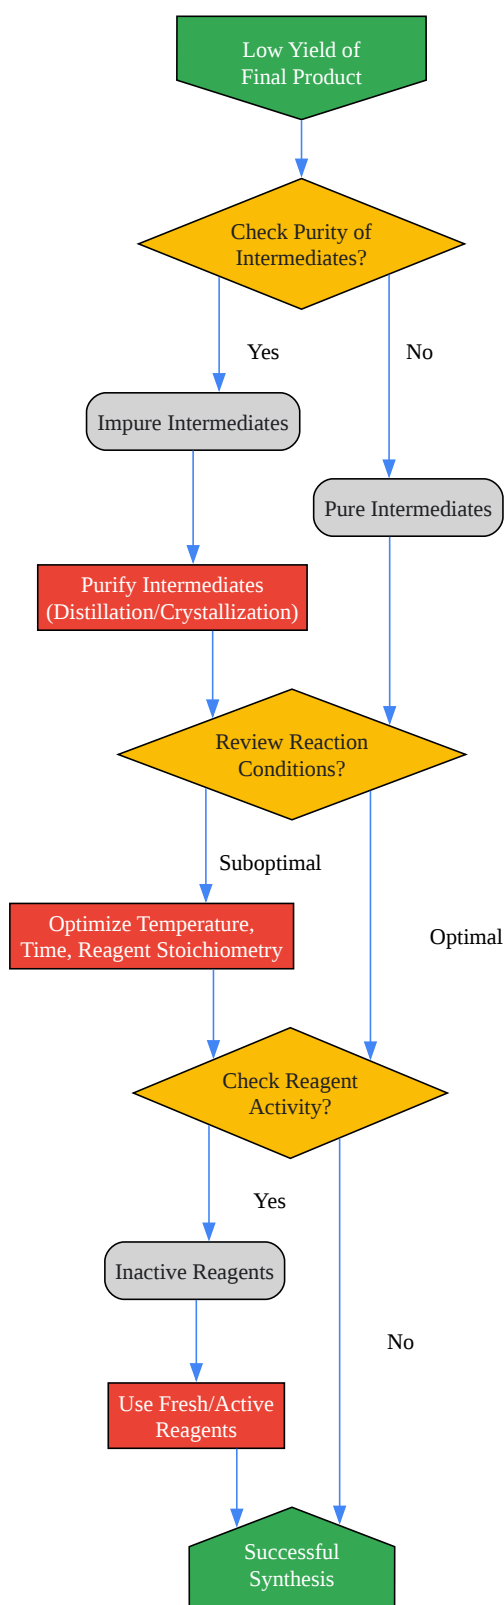 Low Yield of
Final Product
Check Purity of
Intermediates?
Yes
No
Impure Intermediates
Pure Intermediates
Purify Intermediates
(Distillation/Crystallization)
Review Reaction
Conditions?
Suboptimal
Optimize Temperature,
Time, Reagent Stoichiometry
Optimal
Check Reagent
Activity?
Yes
Inactive Reagents
No
Use Fresh/Active
Reagents
Successful
Synthesis